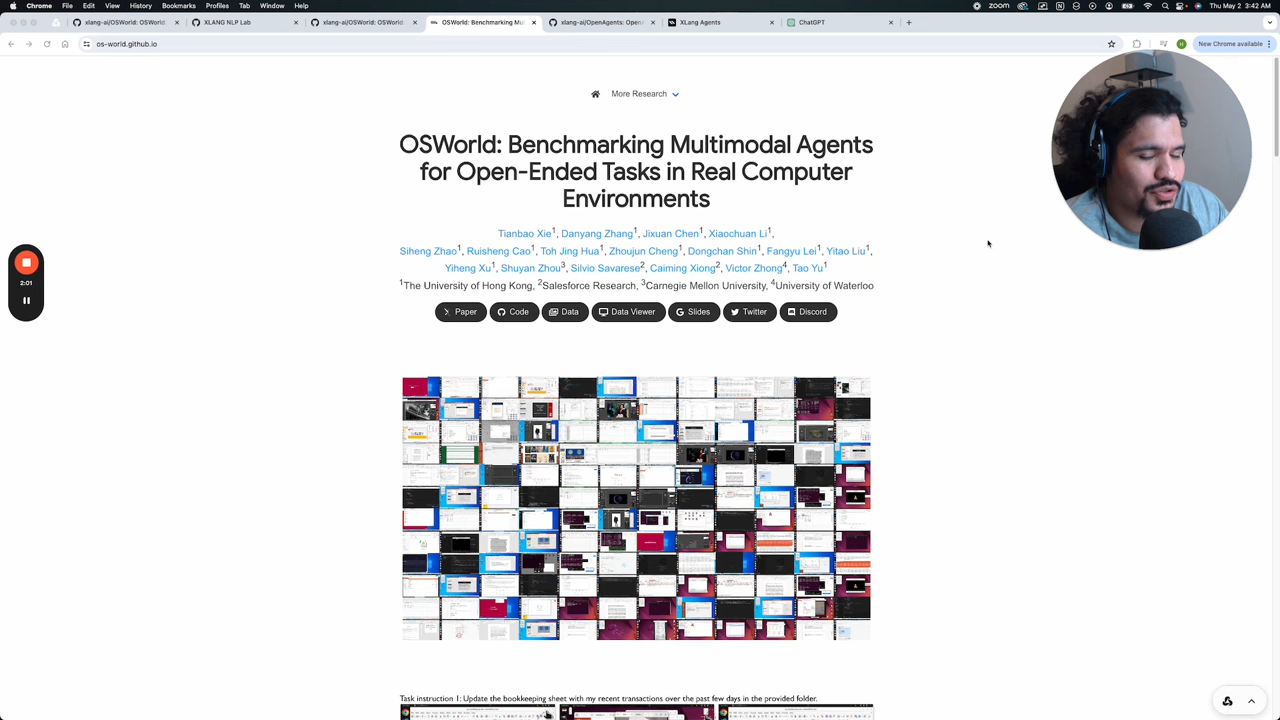 Chrome File Edit View History Bookmarks Profiles Tab Window Help zoom Thu May 2 3:42 AM
xlang-ai/OSWorld: OSWorld: XLANG NLP Lab xlang-ai/OSWorld: OSWorld: OSWorld: Benchmarking Mul xlang-ai/OpenAgents: Open XLang Agents ChatGPT
os-world.github.io New Chrome available
More Research
OSWorld: Benchmarking Multimodal Agents
for Open-Ended Tasks in Real Computer
Environments
Tianbao Xie1, Danyang Zhang1, Jixuan Chen1, Xiaochuan Li1,
Siheng Zhao1, Ruisheng Cao1, Toh Jing Hua1, Zhoujun Cheng1, Dongchan Shin1, Fangyu Lei1, Yitao Liu1,
Yiheng Xu1, Shuyan Zhou3, Silvio Savarese2, Caiming Xiong2, Victor Zhong4, Tao Yu1
1The University of Hong Kong, 2Salesforce Research, 3Carnegie Mellon University, 4University of Waterloo
Paper Code Data Data Viewer Slides Twitter Discord
2:01
Task instruction 1: Update the bookkeeping sheet with my recent transactions over the past few days in the provided folder.